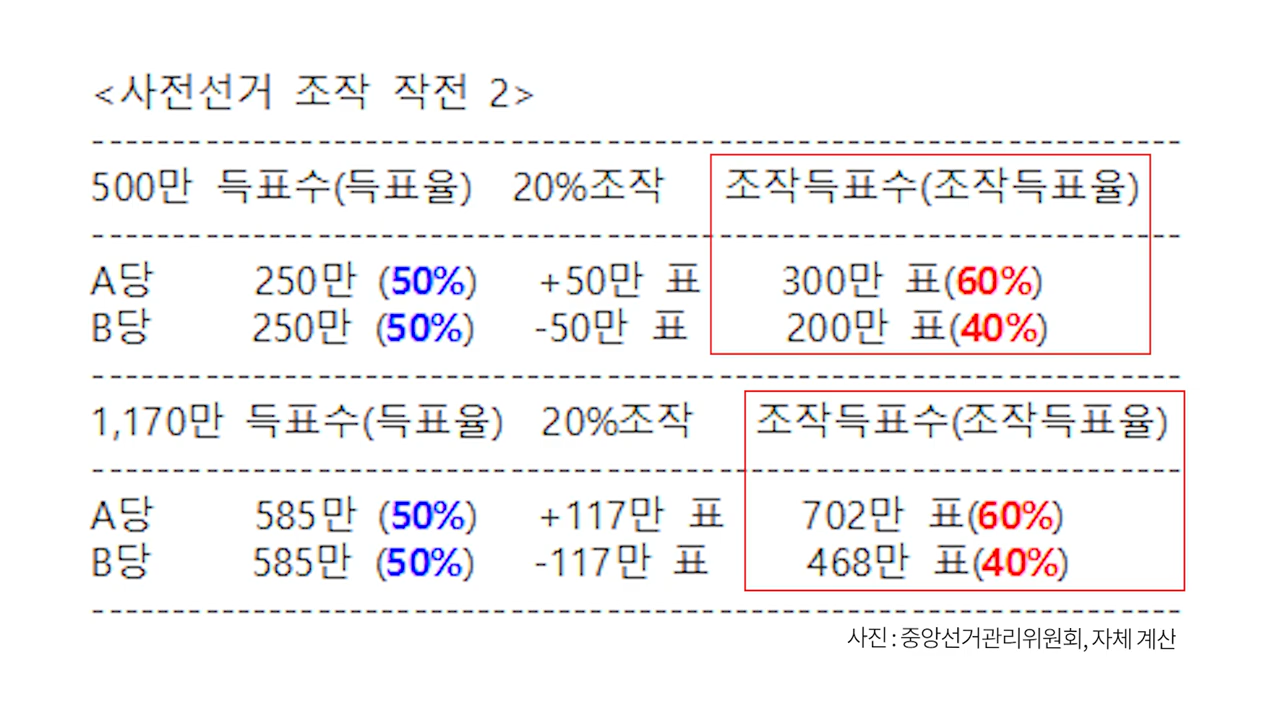 <사전선거 조작 작전 2>
500만 득표수(득표율) 20%조작 조작득표수(조작득표율)
A당 250만 (50%) +50만 표 300만 표(60%)
B당 250만 (50%) -50만 표 200만 표(40%)
1,170만 득표수(득표율) 20%조작 조작득표수(조작득표율)
A당 585만 (50%) +117만 표 702만 표(60%)
B당 585만 (50%) -117만 표 468만 표(40%)
사진 : 중앙선거관리위원회, 자체 계산